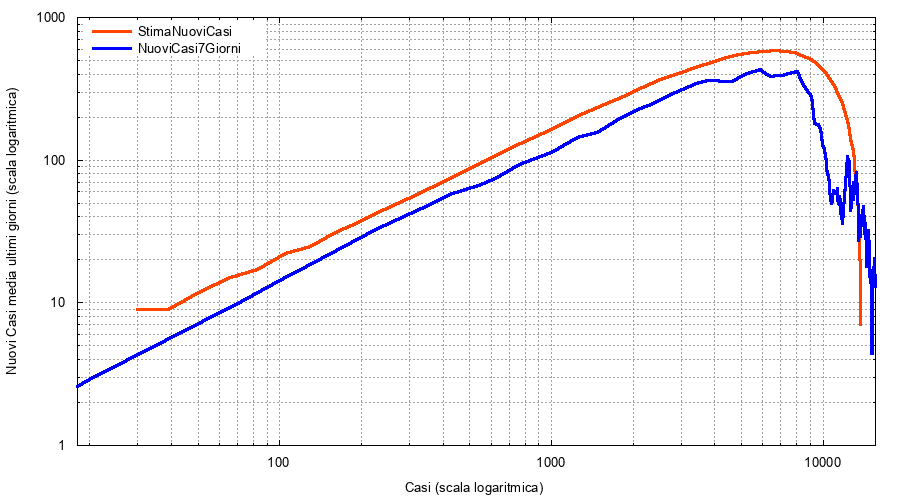 1000
StimaNuoviCasi
NuoviCasi7Giorni
100
10
1
100
1000
10000
Nuovi Casi media ultimi giorni (scala logaritmica)
Casi (scala logaritmica)